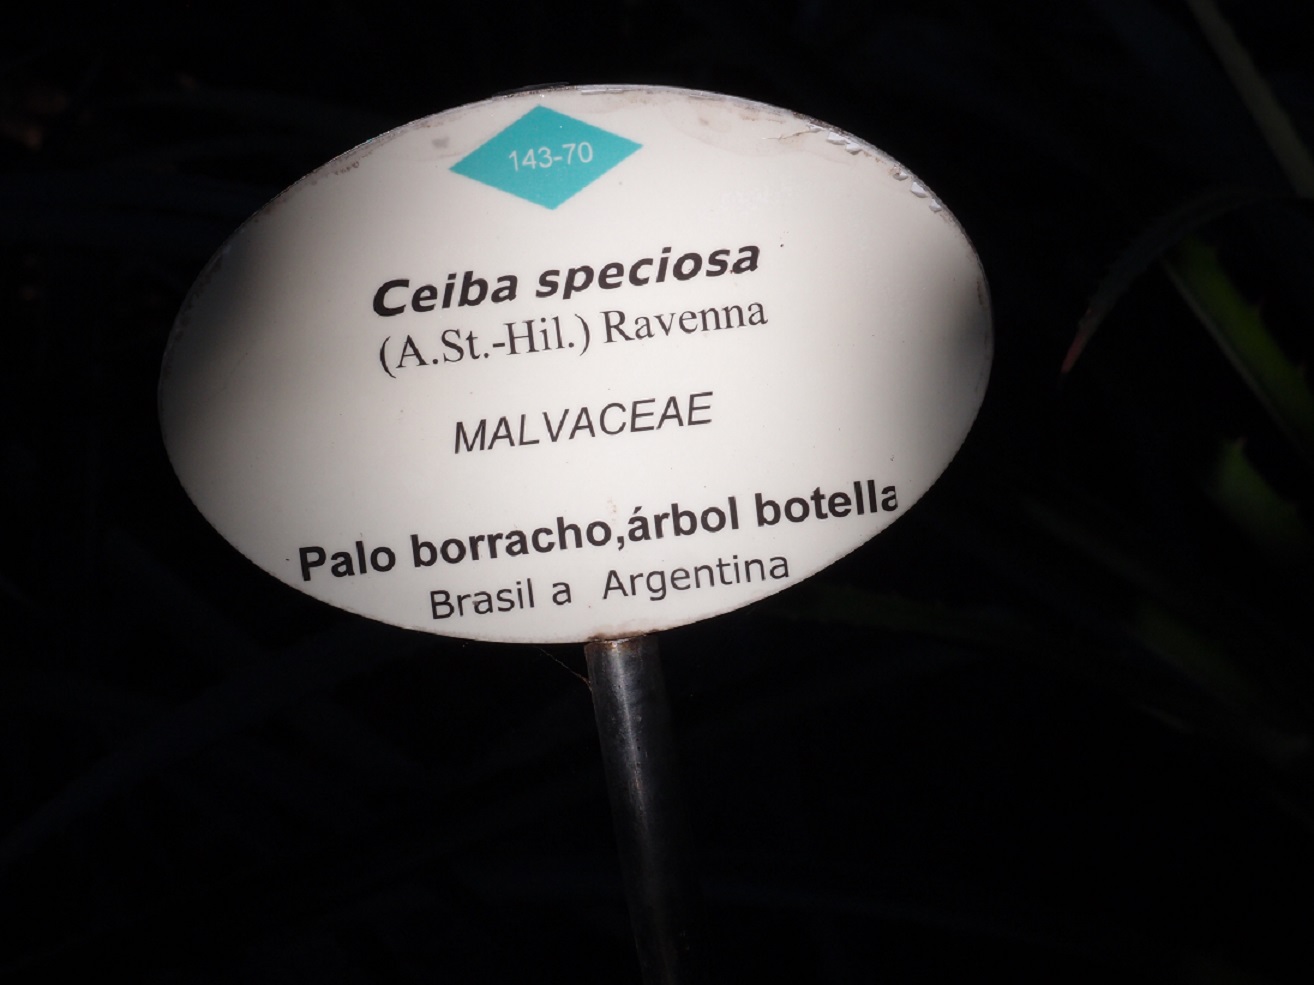 143-70
Ceiba speciosa
(A.St.-Hil.) Ravenna
MALVACEAE
Palo borracho,árbol botella
Brasil a Argentina